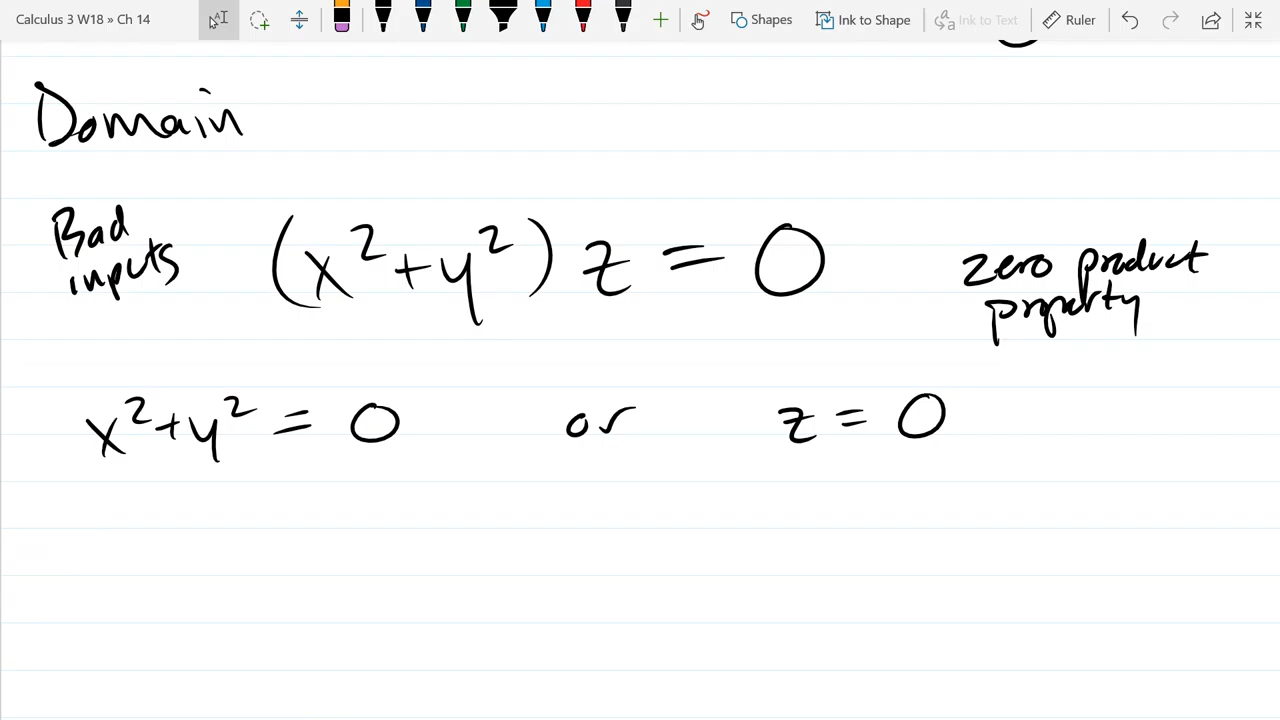 Calculus 3 W18 » Ch 14
Shapes Ink to Shape Ink to Text Ruler
Domain
Bad
inputs
(x²+y²) z = 0
zero product
property
x²+y² = 0 or z = 0